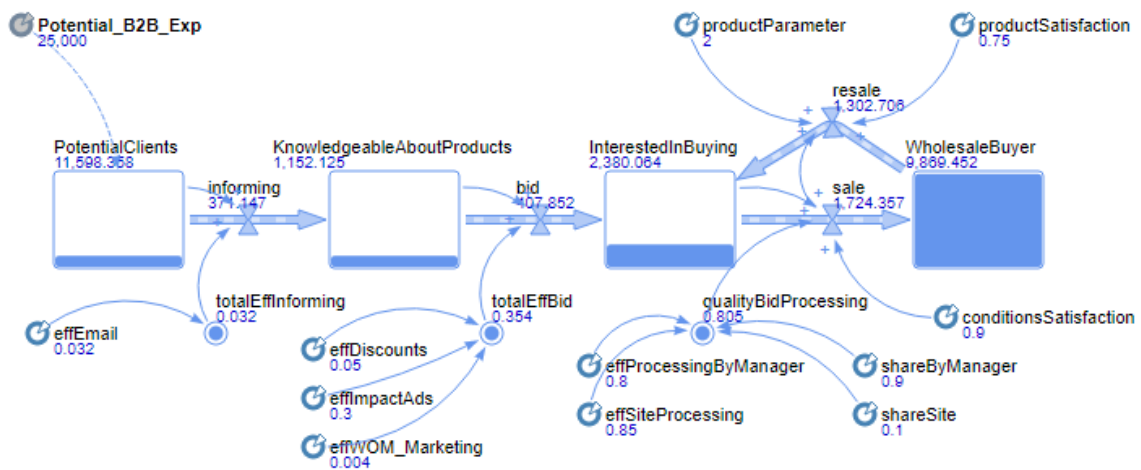 Potential_B2B_Exp
25,000
productParameter
2
productSatisfaction
0.75
resale
1,302.706
PotentialClients
11,598.358
KnowledgeableAboutProducts
1,152.125
InterestedInBuying
2,380.064
WholesaleBuyer
9,869.452
informing
371.147
bid
407.852
sale
1,724.357
totalEffInforming
0.032
totalEffBid
0.354
qualityBidProcessing
0.805
conditionsSatisfaction
0.9
effEmail
0.032
effDiscounts
0.05
effProcessingByManager
0.8
shareByManager
0.9
effImpactAds
0.3
effSiteProcessing
0.85
shareSite
0.1
effWOM_Marketing
0.004